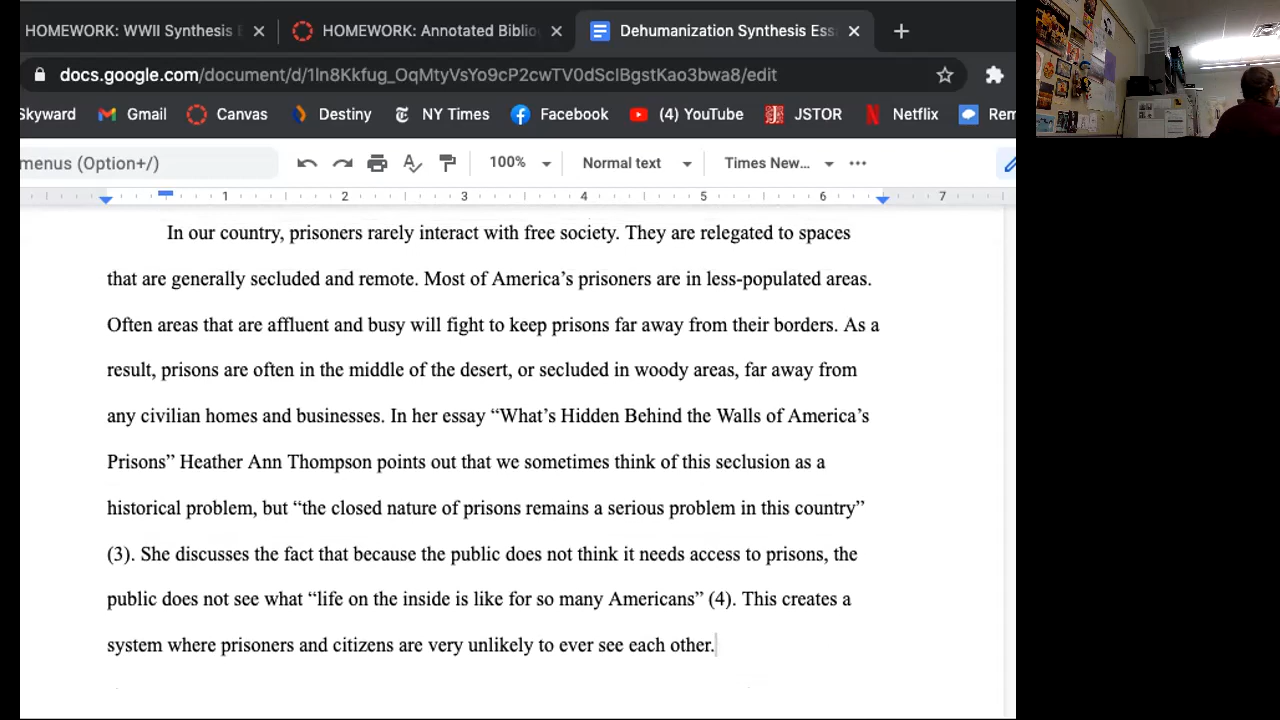 HOMEWORK: WWII Synthesis
HOMEWORK: Annotated Biblio
Dehumanization Synthesis Ess
docs.google.com/document/d/1ln8Kkfug_OqMtyVsYo9cP2cwTV0dSclBgstKao3bwa8/edit
Skyward Gmail Canvas Destiny NY Times Facebook (4) YouTube JSTOR Netflix Rem
menus (Option+/) 100% Normal text Times New...
1 2 3 4 5 6 7
In our country, prisoners rarely interact with free society. They are relegated to spaces
that are generally secluded and remote. Most of America’s prisoners are in less-populated areas.
Often areas that are affluent and busy will fight to keep prisons far away from their borders. As a
result, prisons are often in the middle of the desert, or secluded in woody areas, far away from
any civilian homes and businesses. In her essay “What’s Hidden Behind the Walls of America’s
Prisons” Heather Ann Thompson points out that we sometimes think of this seclusion as a
historical problem, but “the closed nature of prisons remains a serious problem in this country”
(3). She discusses the fact that because the public does not think it needs access to prisons, the
public does not see what “life on the inside is like for so many Americans” (4). This creates a
system where prisoners and citizens are very unlikely to ever see each other.